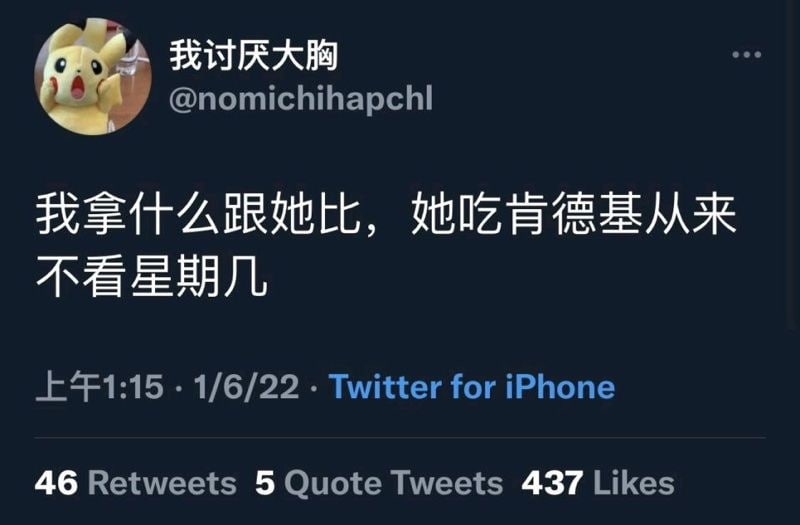 我讨厌大胸
@nomichihapchl
我拿什么跟她比，她吃肯德基从来
不看星期几
上午1:15 · 1/6/22 · Twitter for iPhone
46 Retweets 5 Quote Tweets 437 Likes